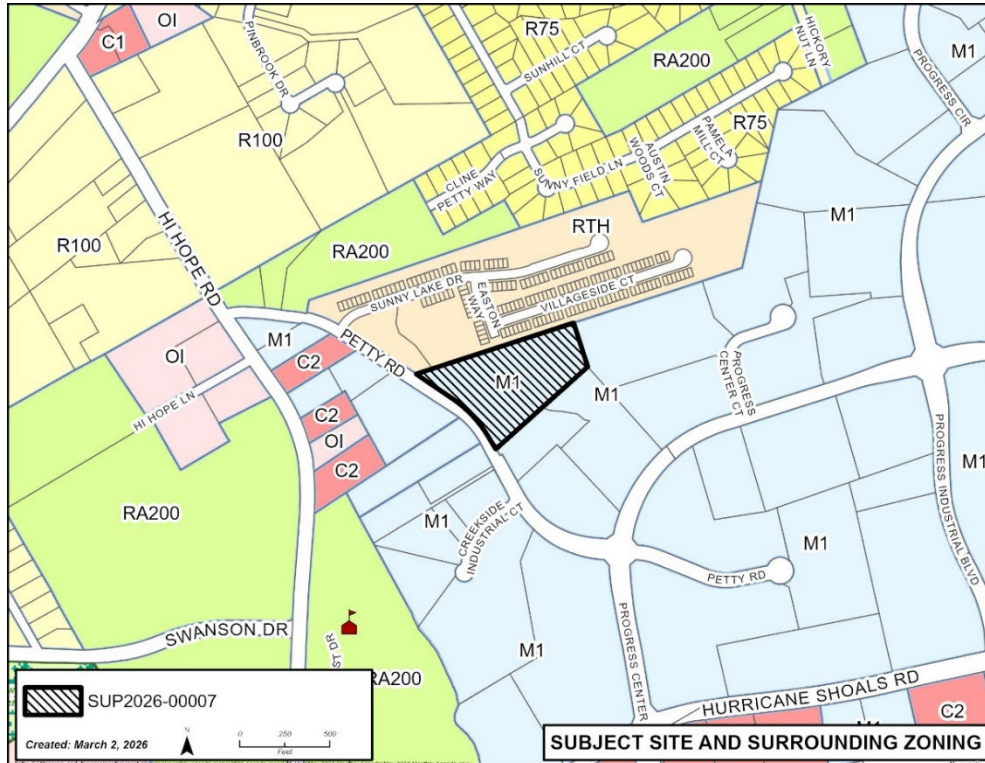 C1
OI
PINBROOK DR
R75
SUNHILL CT
RA200
HICKORY
NUT LN
M1
PROGRESS CIR
R100
R75
PAMELA
MILL CT
AUSTIN
WOODS CT
SUNNY FIELD LN
CLINE
PETTY WAY
M1
HI HOPE RD
R100
RA200
RTH
SUNNY LAKE DR
EASTON
WAY
VILLAGESIDE CT
OI
M1
PETTY RD
C2
M1
M1
PROGRESS
CENTER CT
HI HOPE LN
C2
OI
C2
PROGRESS INDUSTRIAL BLVD
M1
RA200
M1
CREEKSIDE
INDUSTRIAL CT
M1
PETTY RD
SWANSON DR
ST DR
M1
PROGRESS CENTER
RA200
HURRICANE SHOALS RD
C2
M1
SUP2026-00007
Created: March 2, 2026
N
0 250 500
Feet
SUBJECT SITE AND SURROUNDING ZONING